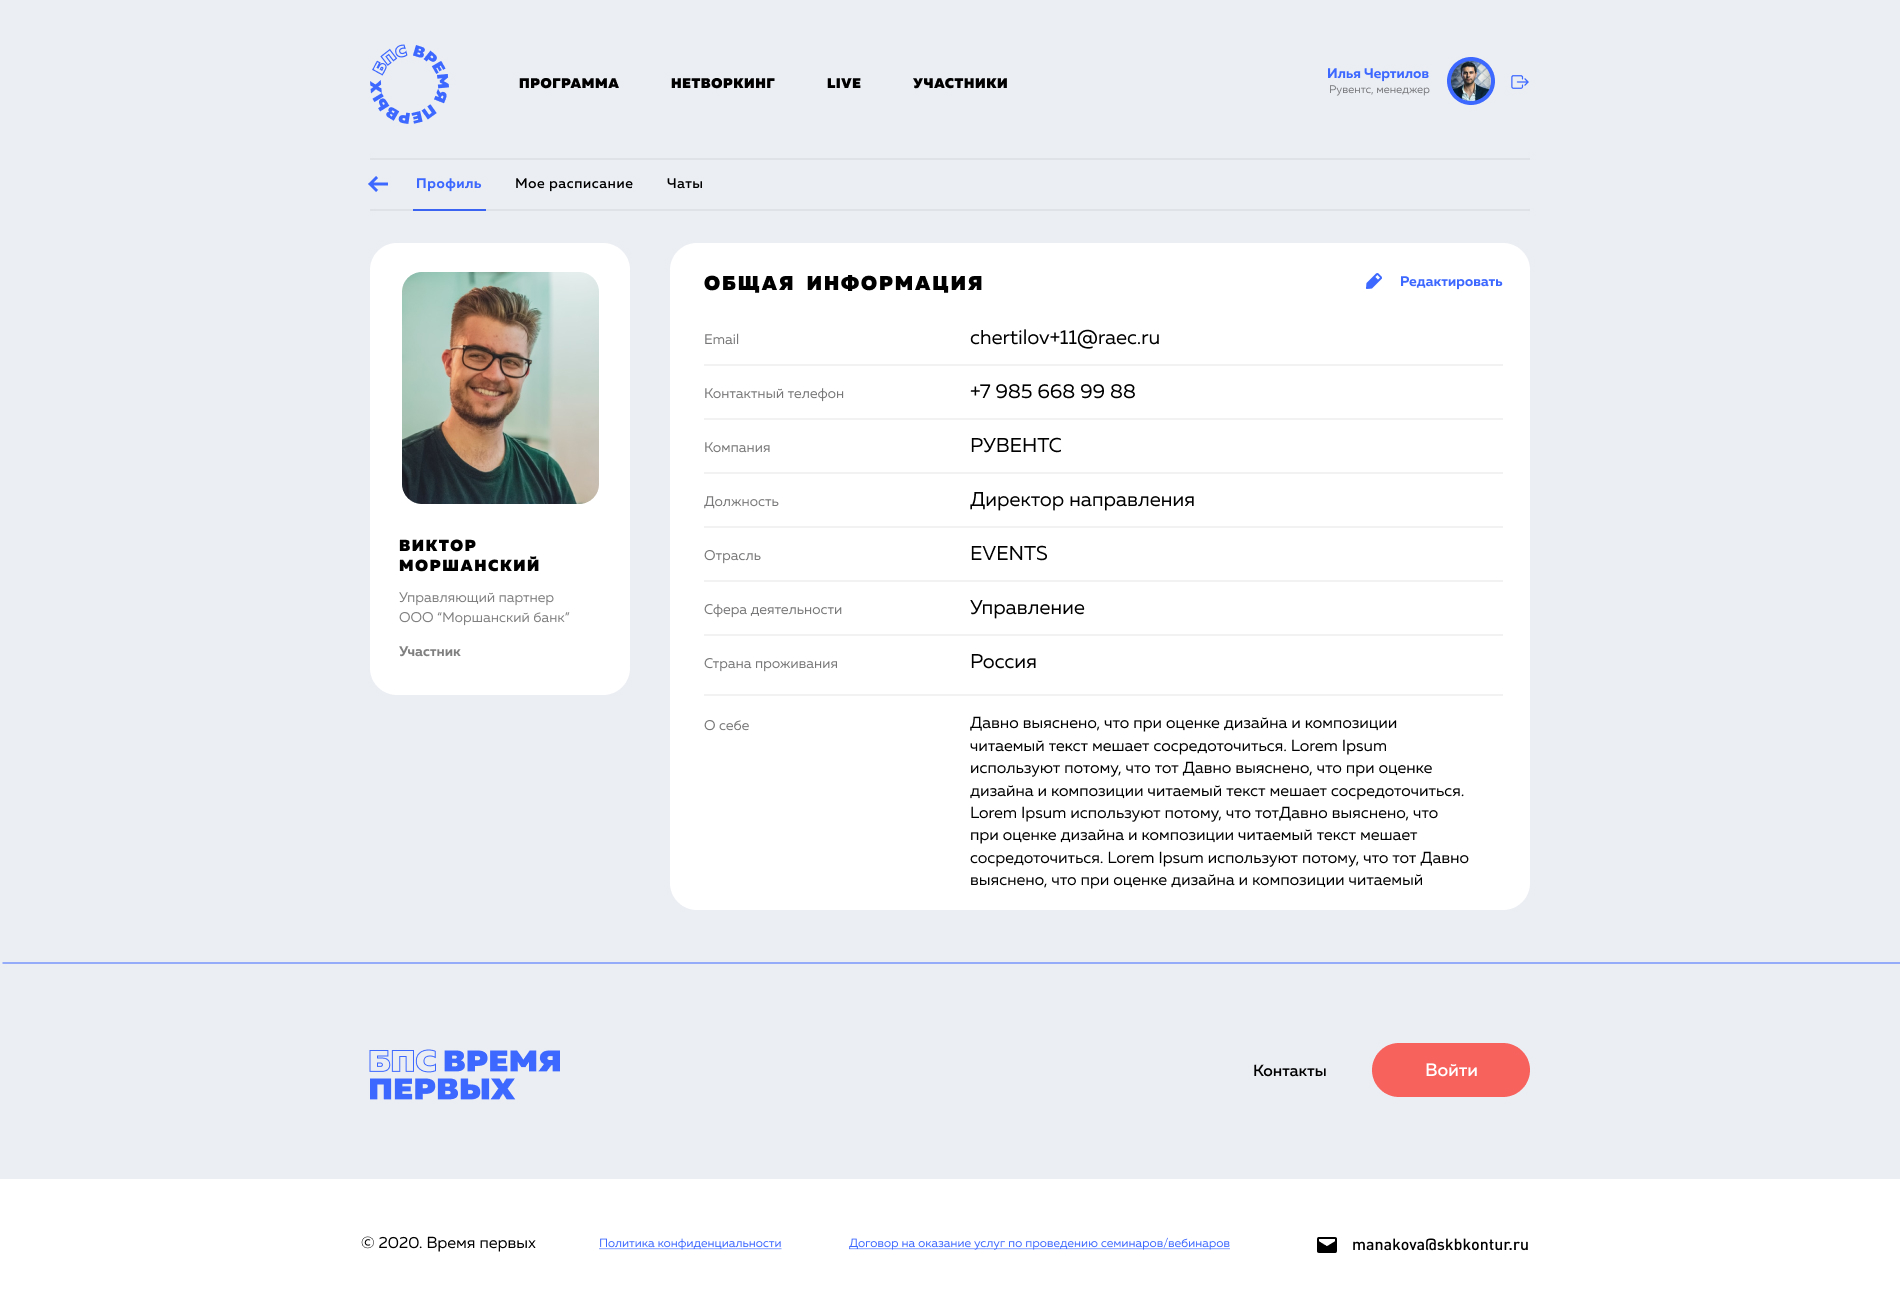 БПС ВРЕМЯ ПЕРВЫХ
ПРОГРАММА
НЕТВОРКИНГ
LIVE
УЧАСТНИКИ
Илья Чертилов
Рувентс, менеджер
Профиль
Мое расписание
Чаты
ВИКТОР
МОРШАНСКИЙ
Управляющий партнер
ООО “Моршанский банк”
Участник
ОБЩАЯ ИНФОРМАЦИЯ
Редактировать
Email
chertilov+11@raec.ru
Контактный телефон
+7 985 668 99 88
Компания
РУВЕНТС
Должность
Директор направления
Отрасль
EVENTS
Сфера деятельности
Управление
Страна проживания
Россия
О себе
Давно выяснено, что при оценке дизайна и композиции
читаемый текст мешает сосредоточиться. Lorem Ipsum
используют потому, что тот Давно выяснено, что при оценке
дизайна и композиции читаемый текст мешает сосредоточиться.
Lorem Ipsum используют потому, что тотДавно выяснено, что
при оценке дизайна и композиции читаемый текст мешает
сосредоточиться. Lorem Ipsum используют потому, что тот Давно
выяснено, что при оценке дизайна и композиции читаемый
БПС ВРЕМЯ
ПЕРВЫХ
Контакты
Войти
© 2020. Время первых
Политика конфиденциальности
Договор на оказание услуг по проведению семинаров/вебинаров
manakova@skbkontur.ru